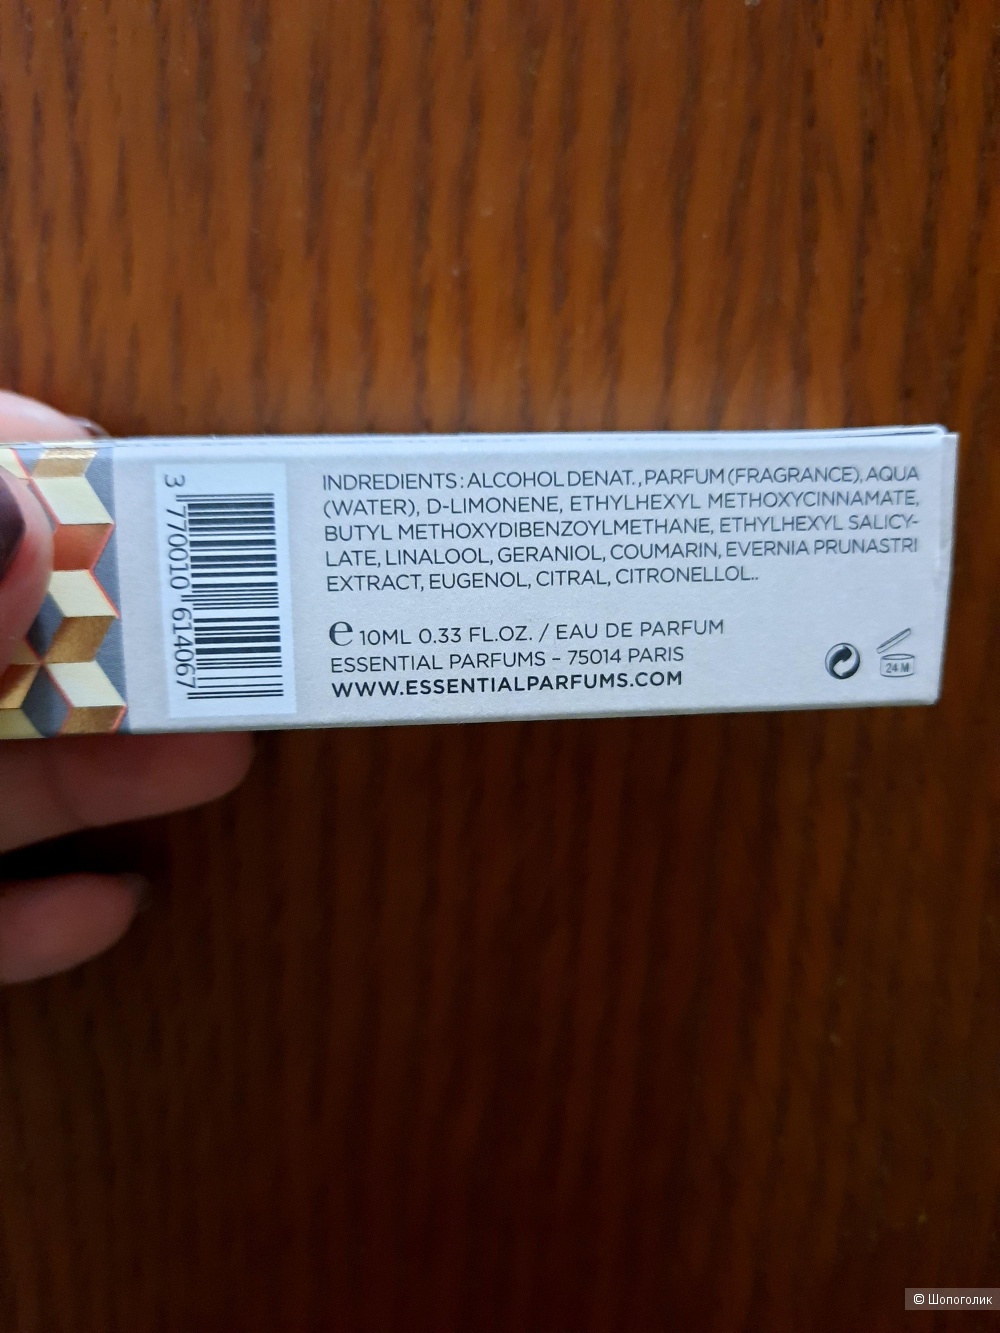 3 770010 614067
INDREDIENTS : ALCOHOL DENAT., PARFUM (FRAGRANCE), AQUA
(WATER), D-LIMONENE, ETHYLHEXYL METHOXYCINNAMATE,
BUTYL METHOXYDIBENZOYLMETHANE, ETHYLHEXYL SALICY-
LATE, LINALOOL, GERANIOL, COUMARIN, EVERNIA PRUNASTRI
EXTRACT, EUGENOL, CITRAL, CITRONELLOL..
e 10ML 0.33 FL.OZ. / EAU DE PARFUM
ESSENTIAL PARFUMS – 75014 PARIS
WWW.ESSENTIALPARFUMS.COM
24 M
© Шопоголик